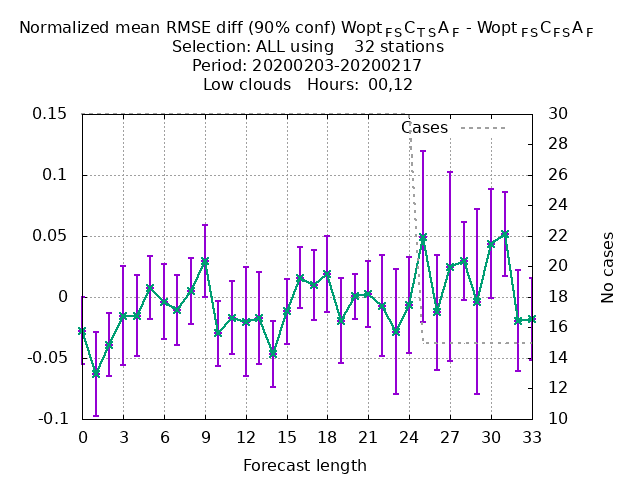 Normalized mean RMSE diff (90% conf) Wopt FS C T S A F - Wopt FS C FS A F
Selection: ALL using 32 stations
Period: 20200203-20200217
Low clouds Hours: 00,12
0.15
0.1
0.05
0
-0.05
-0.1
Cases
30
28
26
24
22
20
18
16
14
12
10
No cases
0 3 6 9 12 15 18 21 24 27 30 33
Forecast length